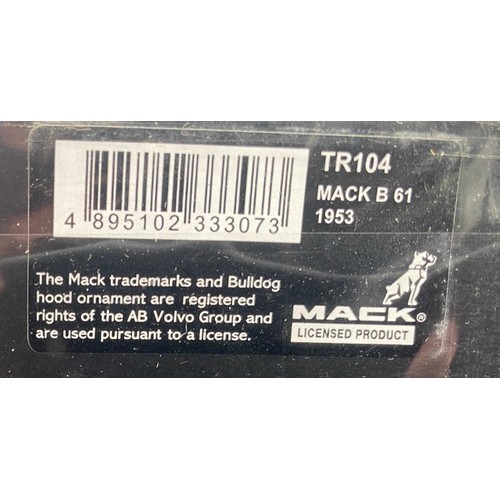 TR104
MACK B 61
1953
4 895102 333073
The Mack trademarks and Bulldog
hood ornament are registered
rights of the AB Volvo Group and
are used pursuant to a license.
MACK®
LICENSED PRODUCT